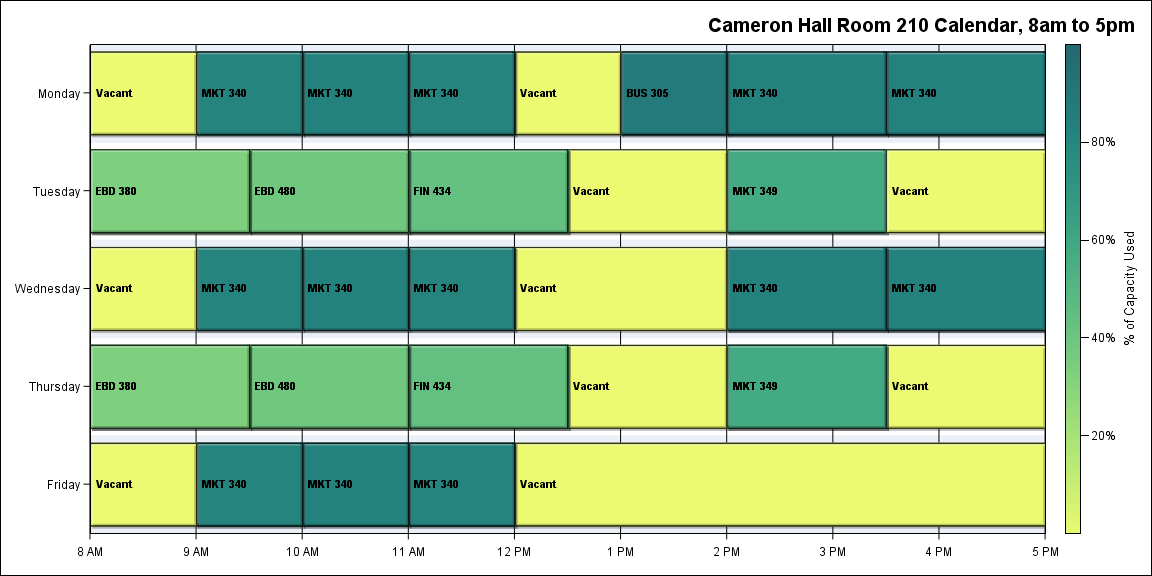 Cameron Hall Room 210 Calendar, 8am to 5pm
Monday
Vacant MKT 340 MKT 340 MKT 340 Vacant BUS 305 MKT 340 MKT 340
Tuesday
EBD 380 EBD 480 FIN 434 Vacant MKT 349 Vacant
Wednesday
Vacant MKT 340 MKT 340 MKT 340 Vacant MKT 340 MKT 340
Thursday
EBD 380 EBD 480 FIN 434 Vacant MKT 349 Vacant
Friday
Vacant MKT 340 MKT 340 MKT 340 Vacant
8 AM 9 AM 10 AM 11 AM 12 PM 1 PM 2 PM 3 PM 4 PM 5 PM
80%
60%
40%
20%
% of Capacity Used